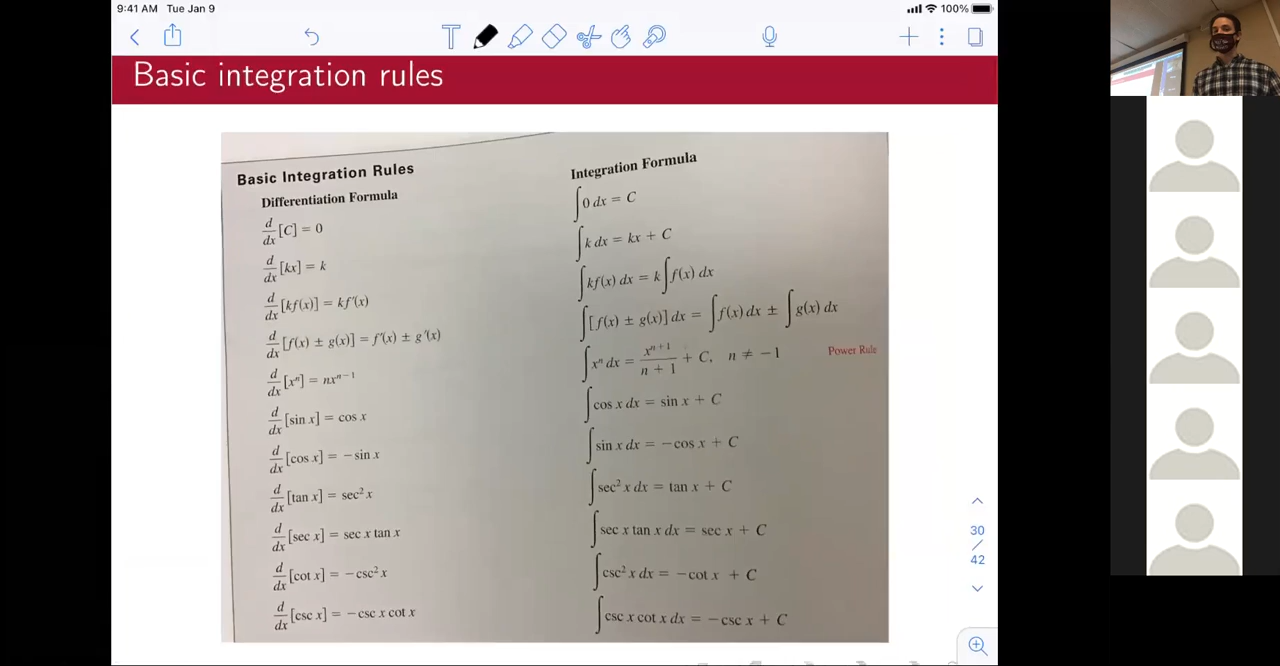 9:41 AM Tue Jan 9
100%
Basic integration rules
Basic Integration Rules
Differentiation Formula
d/dx [C] = 0
d/dx [kx] = k
d/dx [kf(x)] = kf′(x)
d/dx [f(x) ± g(x)] = f′(x) ± g′(x)
d/dx [xⁿ] = nxⁿ⁻¹
d/dx [sin x] = cos x
d/dx [cos x] = −sin x
d/dx [tan x] = sec² x
d/dx [sec x] = sec x tan x
d/dx [cot x] = −csc² x
d/dx [csc x] = −csc x cot x
Integration Formula
∫ 0 dx = C
∫ k dx = kx + C
∫ kf(x) dx = k ∫ f(x) dx
∫ [f(x) ± g(x)] dx = ∫ f(x) dx ± ∫ g(x) dx
∫ xⁿ dx = xⁿ⁺¹/(n + 1) + C, n ≠ −1 Power Rule
∫ cos x dx = sin x + C
∫ sin x dx = −cos x + C
∫ sec² x dx = tan x + C
∫ sec x tan x dx = sec x + C
∫ csc² x dx = −cot x + C
∫ csc x cot x dx = −csc x + C
30
/
42